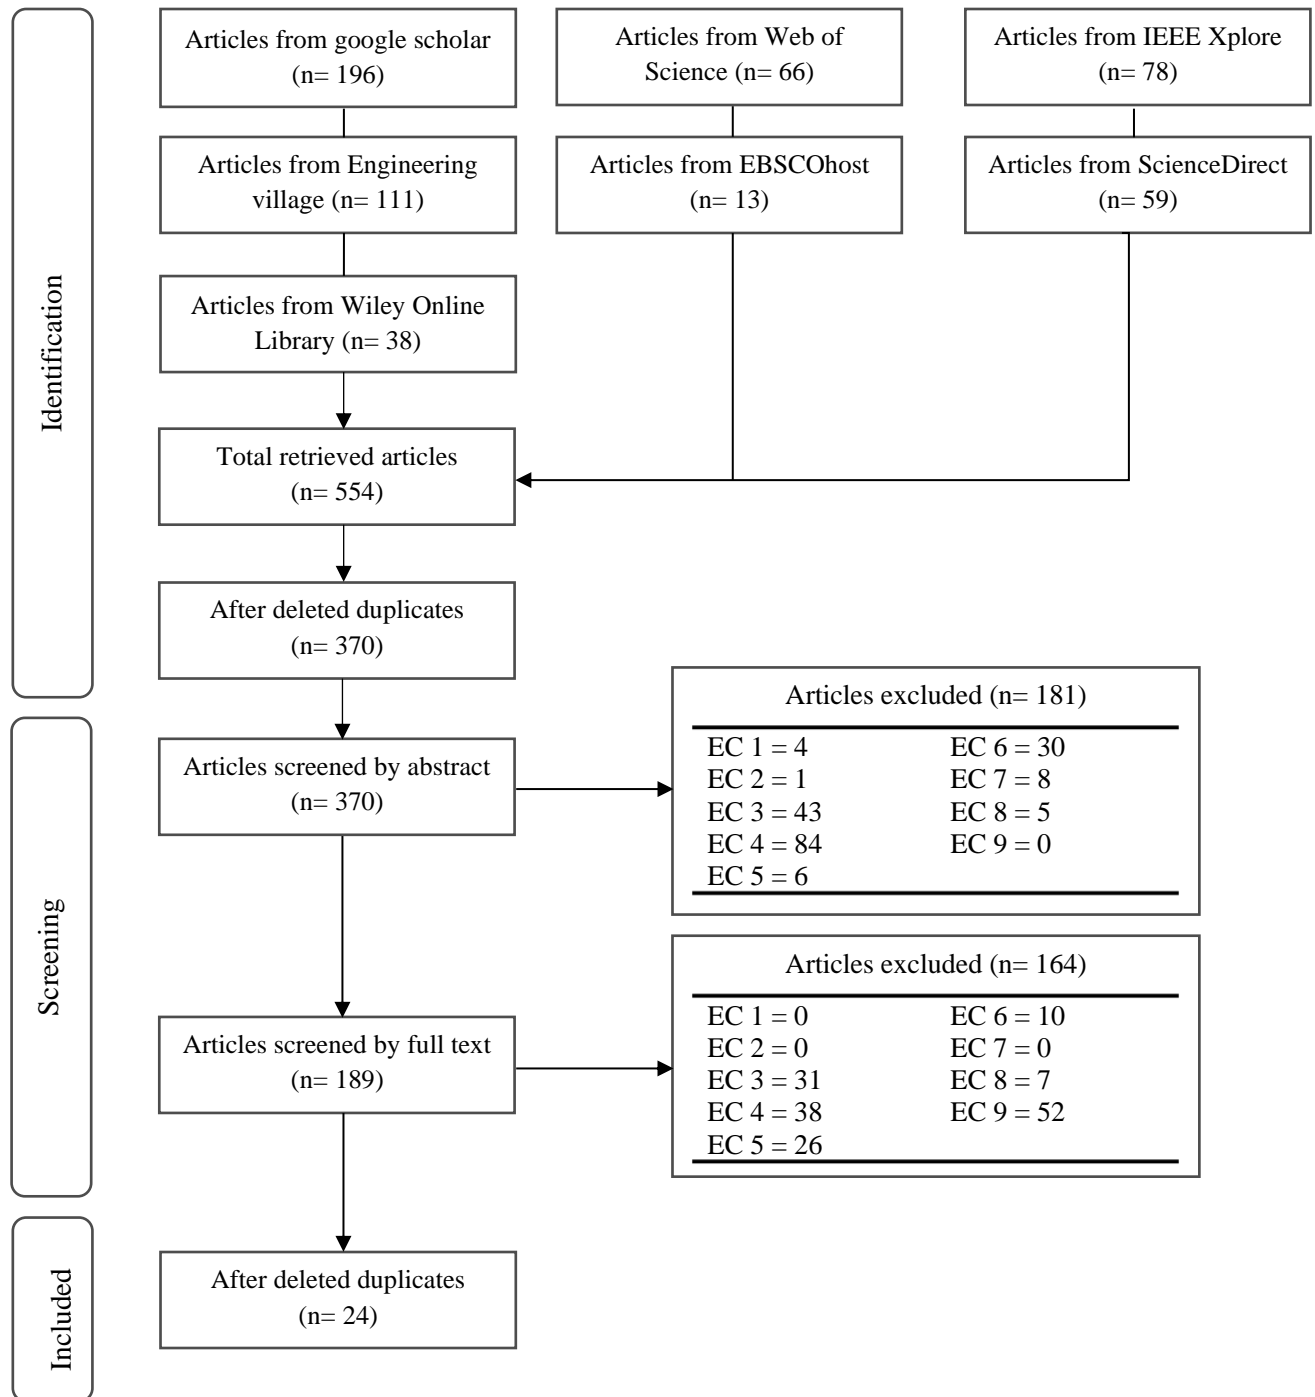 Identification
Articles from google scholar
(n= 196)
Articles from Web of
Science (n= 66)
Articles from IEEE Xplore
(n= 78)
Articles from Engineering
village (n= 111)
Articles from EBSCOhost
(n= 13)
Articles from ScienceDirect
(n= 59)
Articles from Wiley Online
Library (n= 38)
Total retrieved articles
(n= 554)
After deleted duplicates
(n= 370)
Screening
Articles screened by abstract
(n= 370)
Articles excluded (n= 181)
EC 1 = 4
EC 2 = 1
EC 3 = 43
EC 4 = 84
EC 5 = 6
EC 6 = 30
EC 7 = 8
EC 8 = 5
EC 9 = 0
Articles screened by full text
(n= 189)
Articles excluded (n= 164)
EC 1 = 0
EC 2 = 0
EC 3 = 31
EC 4 = 38
EC 5 = 26
EC 6 = 10
EC 7 = 0
EC 8 = 7
EC 9 = 52
Included
After deleted duplicates
(n= 24)